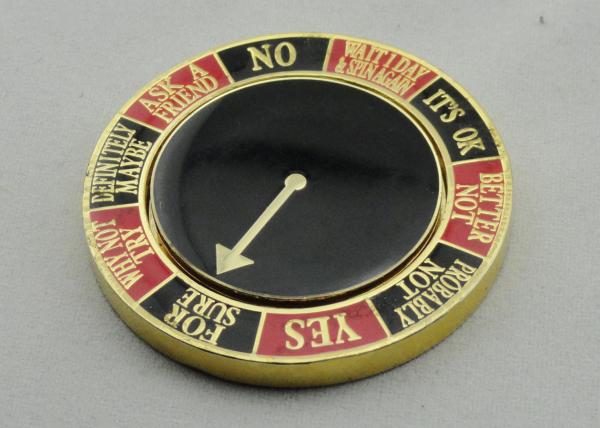 NO
WAIT 1 DAY
& SPIN AGAIN
IT'S OK
BETTER
NOT
PROBABLY
NOT
YES
FOR
SURE
WHY NOT
TRY
DEFINITELY
MAYBE
ASK A
FRIEND